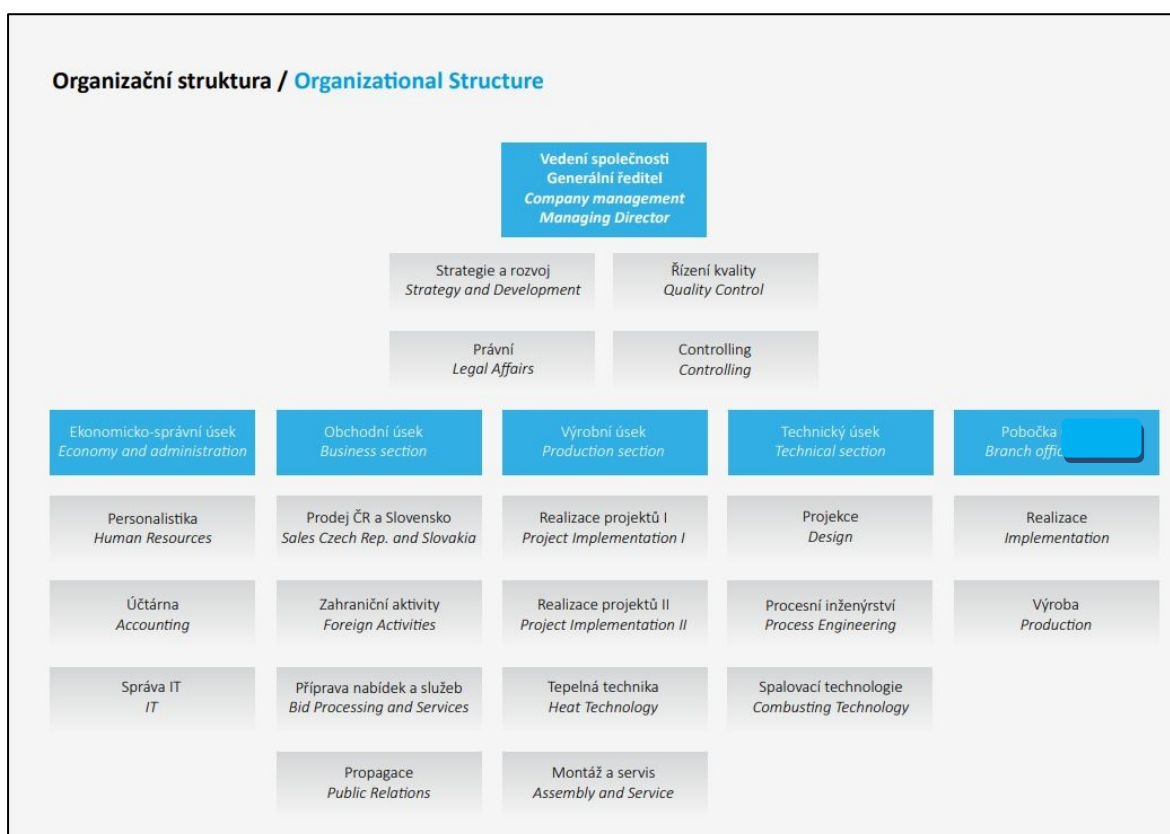 Organizační struktura / Organizational Structure
Vedení společnosti
Generální ředitel
Company management
Managing Director
Strategie a rozvoj
Strategy and Development
Řízení kvality
Quality Control
Právní
Legal Affairs
Controlling
Controlling
Ekonomicko-správní úsek
Economy and administration
Personalistika
Human Resources
Účtárna
Accounting
Správa IT
IT
Obchodní úsek
Business section
Prodej ČR a Slovensko
Sales Czech Rep. and Slovakia
Zahraniční aktivity
Foreign Activities
Příprava nabídek a služeb
Bid Processing and Services
Propagace
Public Relations
Výrobní úsek
Production section
Realizace projektů I
Project Implementation I
Realizace projektů II
Project Implementation II
Tepelná technika
Heat Technology
Montáž a servis
Assembly and Service
Technický úsek
Technical section
Projekce
Design
Procesní inženýrství
Process Engineering
Spalovací technologie
Combusting Technology
Pobočka
Branch
Realizace
Implementation
Výroba
Production